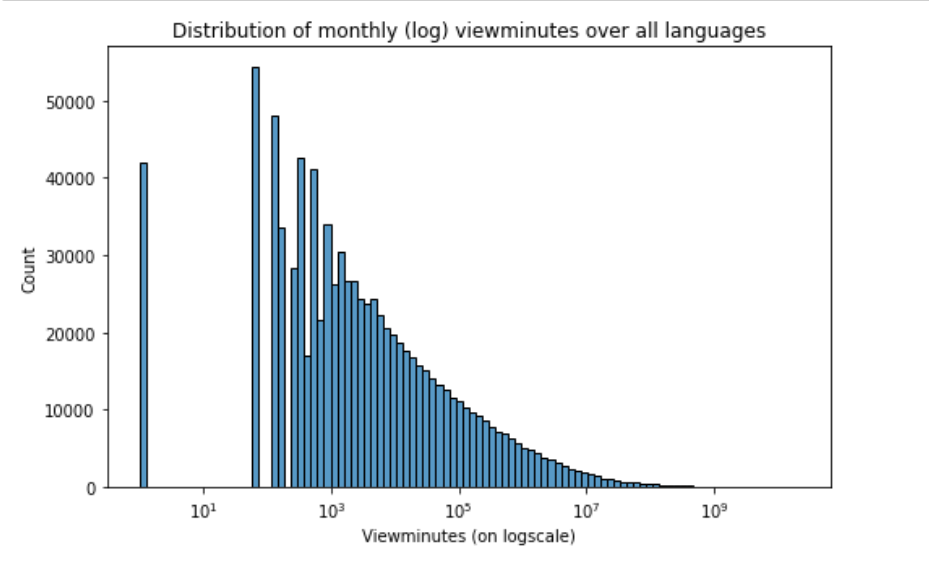 Distribution of monthly (log) viewminutes over all languages
50000
40000
30000
20000
10000
0
Count
10¹ 10³ 10⁵ 10⁷ 10⁹
Viewminutes (on logscale)